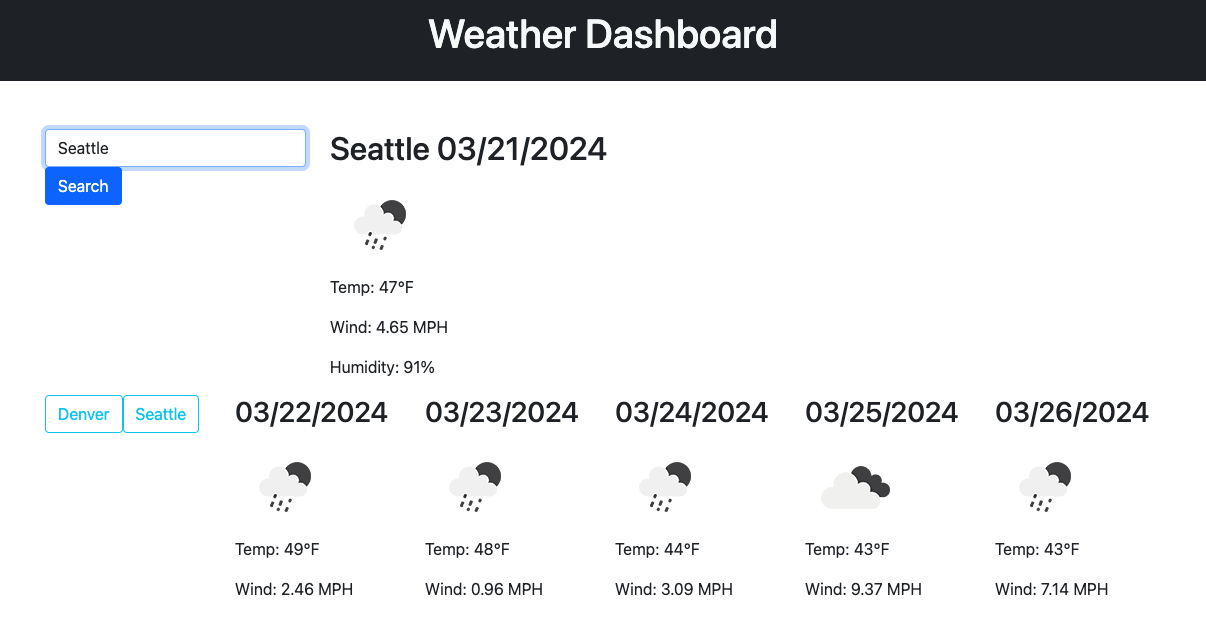 Weather Dashboard
Seattle
Search
Seattle 03/21/2024
Temp: 47°F
Wind: 4.65 MPH
Humidity: 91%
Denver Seattle
03/22/2024 03/23/2024 03/24/2024 03/25/2024 03/26/2024
Temp: 49°F Temp: 48°F Temp: 44°F Temp: 43°F Temp: 43°F
Wind: 2.46 MPH Wind: 0.96 MPH Wind: 3.09 MPH Wind: 9.37 MPH Wind: 7.14 MPH